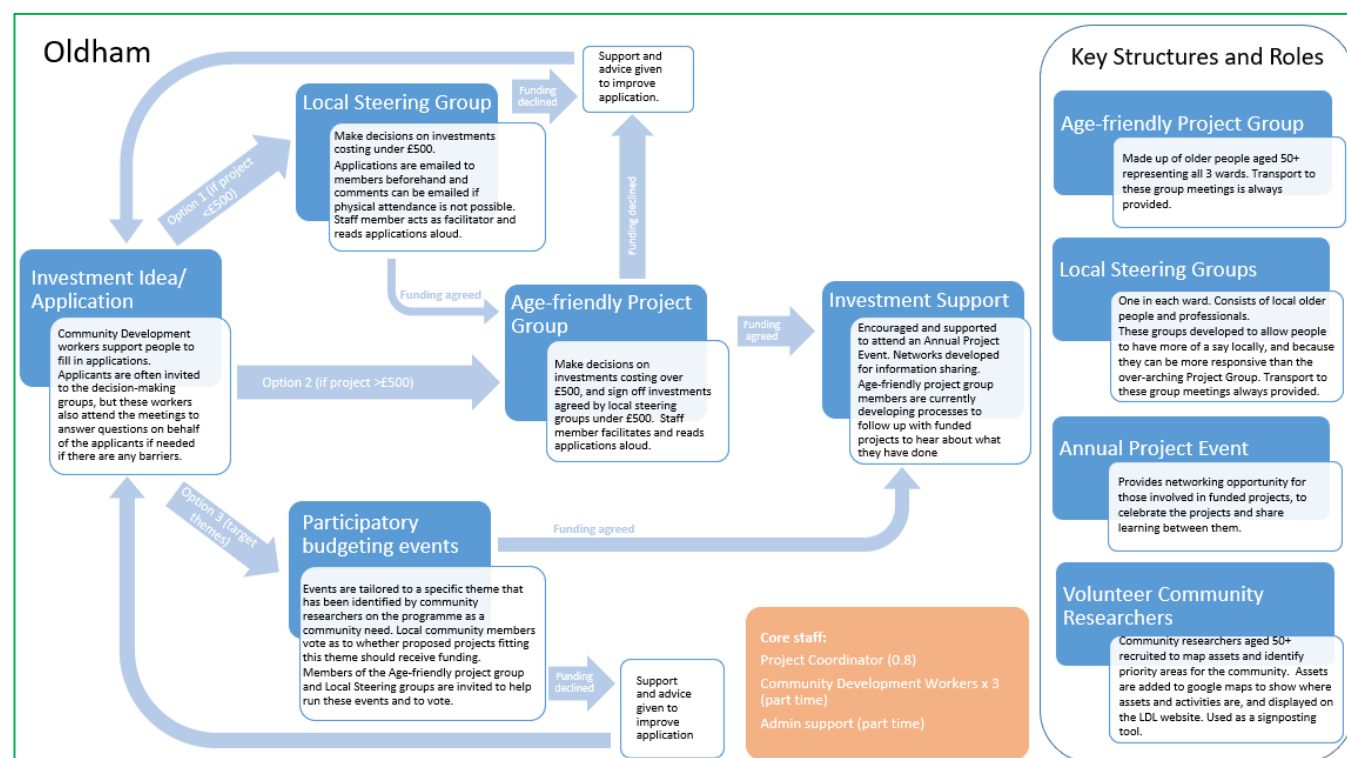 Oldham
Support and
advice given
to improve
application.
Funding
declined
Local Steering Group
Make decisions on investments
costing under £500.
Applications are emailed to
members beforehand and
comments can be emailed if
physical attendance is not possible.
Staff member acts as facilitator and
reads applications aloud.
Option 1 (if project
<£500)
Funding declined
Investment Idea/
Application
Community Development
workers support people to
fill in applications.
Applicants are often invited
to the decision-making
groups, but these workers
also attend the meetings to
answer questions on behalf
of the applicants if needed
if there are any barriers.
Funding agreed
Option 2 (if project >£500)
Age-friendly Project
Group
Make decisions on
investments costing over
£500, and sign off investments
agreed by local steering
groups under £500.  Staff
member facilitates and reads
applications aloud.
Funding
agreed
Investment Support
Encouraged and supported
to attend an Annual Project
Event. Networks developed
for information sharing.
Age-friendly project group
members are currently
developing processes to
follow up with funded
projects to hear about what
they have done
Option 3 (target
themes)
Participatory
budgeting events
Events are tailored to a specific theme that
has been identified by community
researchers on the programme as a
community need. Local community members
vote as to whether proposed projects fitting
this theme should receive funding.
Members of the Age-friendly project group
and Local Steering groups are invited to help
run these events and to vote.
Funding agreed
Funding
declined
Support
and advice
given to
improve
application
Core staff:
Project Coordinator (0.8)
Community Development Workers x 3
(part time)
Admin support (part time)
Key Structures and Roles
Age-friendly Project Group
Made up of older people aged 50+
representing all 3 wards. Transport to
these group meetings is always
provided.
Local Steering Groups
One in each ward. Consists of local older
people and professionals.
These groups developed to allow people
to have more of a say locally, and because
they can be more responsive than the
over-arching Project Group. Transport to
these group meetings always provided.
Annual Project Event
Provides networking opportunity for
those involved in funded projects, to
celebrate the projects and share
learning between them.
Volunteer Community
Researchers
Community researchers aged 50+
recruited to map assets and identify
priority areas for the community.  Assets
are added to google maps to show where
assets and activities are, and displayed on
the LDL website. Used as a signposting
tool.